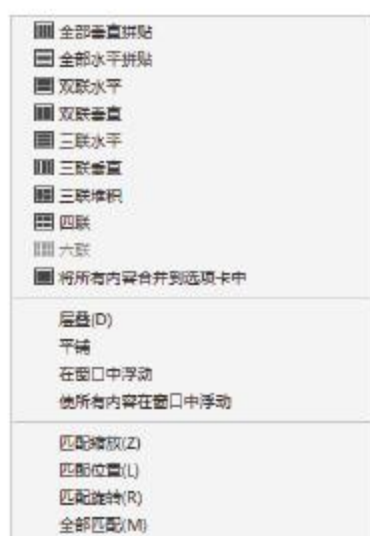 全部垂直拼贴
全部水平拼贴
双联水平
双联垂直
三联水平
三联垂直
三联堆积
四联
六联
将所有内容合并到选项卡中
层叠(D)
平铺
在窗口中浮动
使所有内容在窗口中浮动
匹配缩放(Z)
匹配位置(L)
匹配旋转(R)
全部匹配(M)